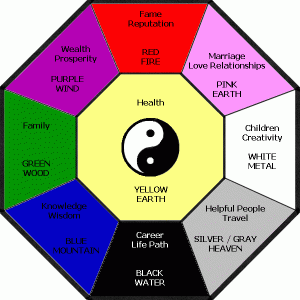 Fame
Reputation
RED
FIRE
Wealth
Prosperity
PURPLE
WIND
Marriage
Love Relationships
PINK
EARTH
Family
GREEN
WOOD
Health
YELLOW
EARTH
Children
Creativity
WHITE
METAL
Knowledge
Wisdom
BLUE
MOUNTAIN
Career
Life Path
BLACK
WATER
Helpful People
Travel
SILVER / GRAY
HEAVEN